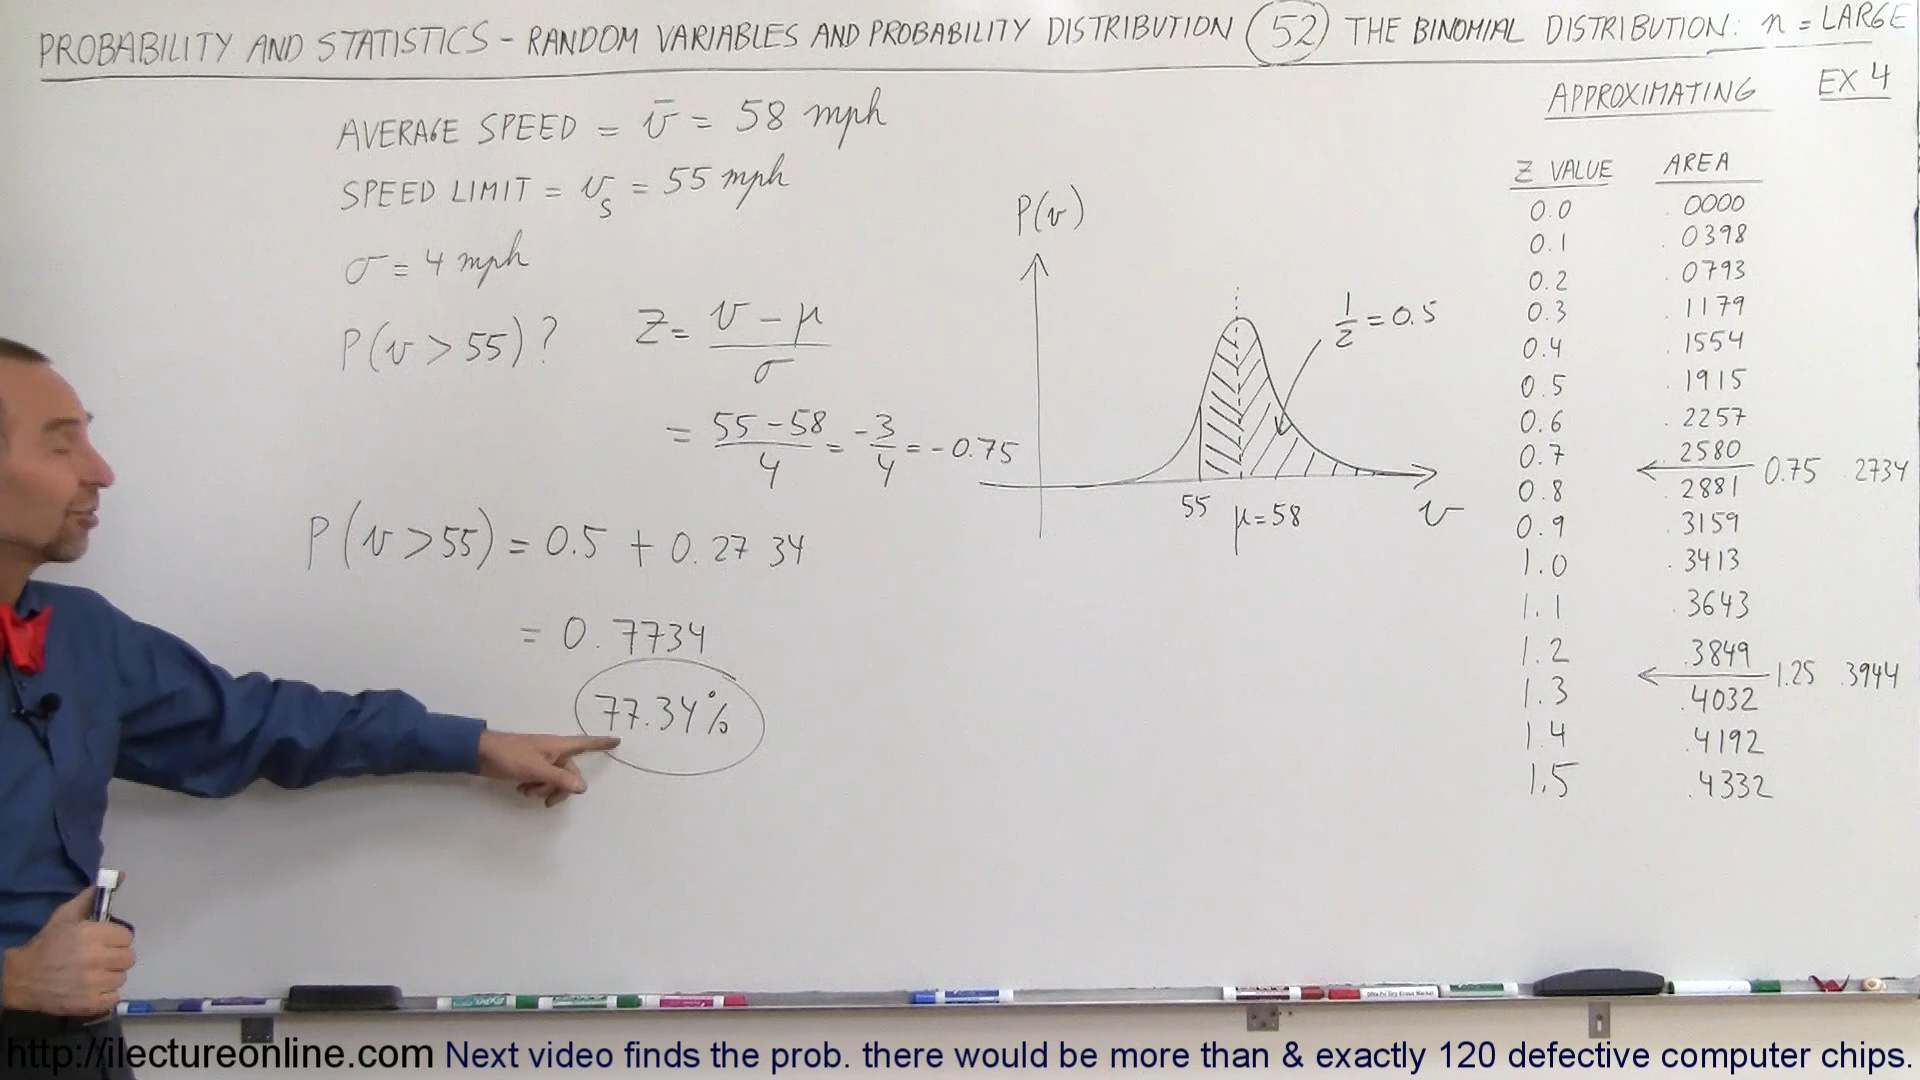 PROBABILITY AND STATISTICS - RANDOM VARIABLES AND PROBABILITY DISTRIBUTION (52) THE BINOMIAL DISTRIBUTION: n = LARGE
APPROXIMATING EX 4
AVERAGE SPEED = v̄ = 58 mph
SPEED LIMIT = v_s = 55 mph
σ = 4 mph
P(v > 55)?
Z = (v - μ)/σ
= (55 - 58)/4 = -3/4 = -0.75
P(v > 55) = 0.5 + 0.2734
= 0.7734
77.34%
P(v)
1/2 = 0.5
55 μ = 58 v
Z VALUE AREA
0.0 .0000
0.1 .0398
0.2 .0793
0.3 .1179
0.4 .1554
0.5 .1915
0.6 .2257
0.7 .2580
0.75 .2734
0.8 .2881
0.9 .3159
1.0 .3413
1.1 .3643
1.2 .3849
1.25 .3944
1.3 .4032
1.4 .4192
1.5 .4332
http://ilectureonline.com Next video finds the prob. there would be more than & exactly 120 defective computer chips.